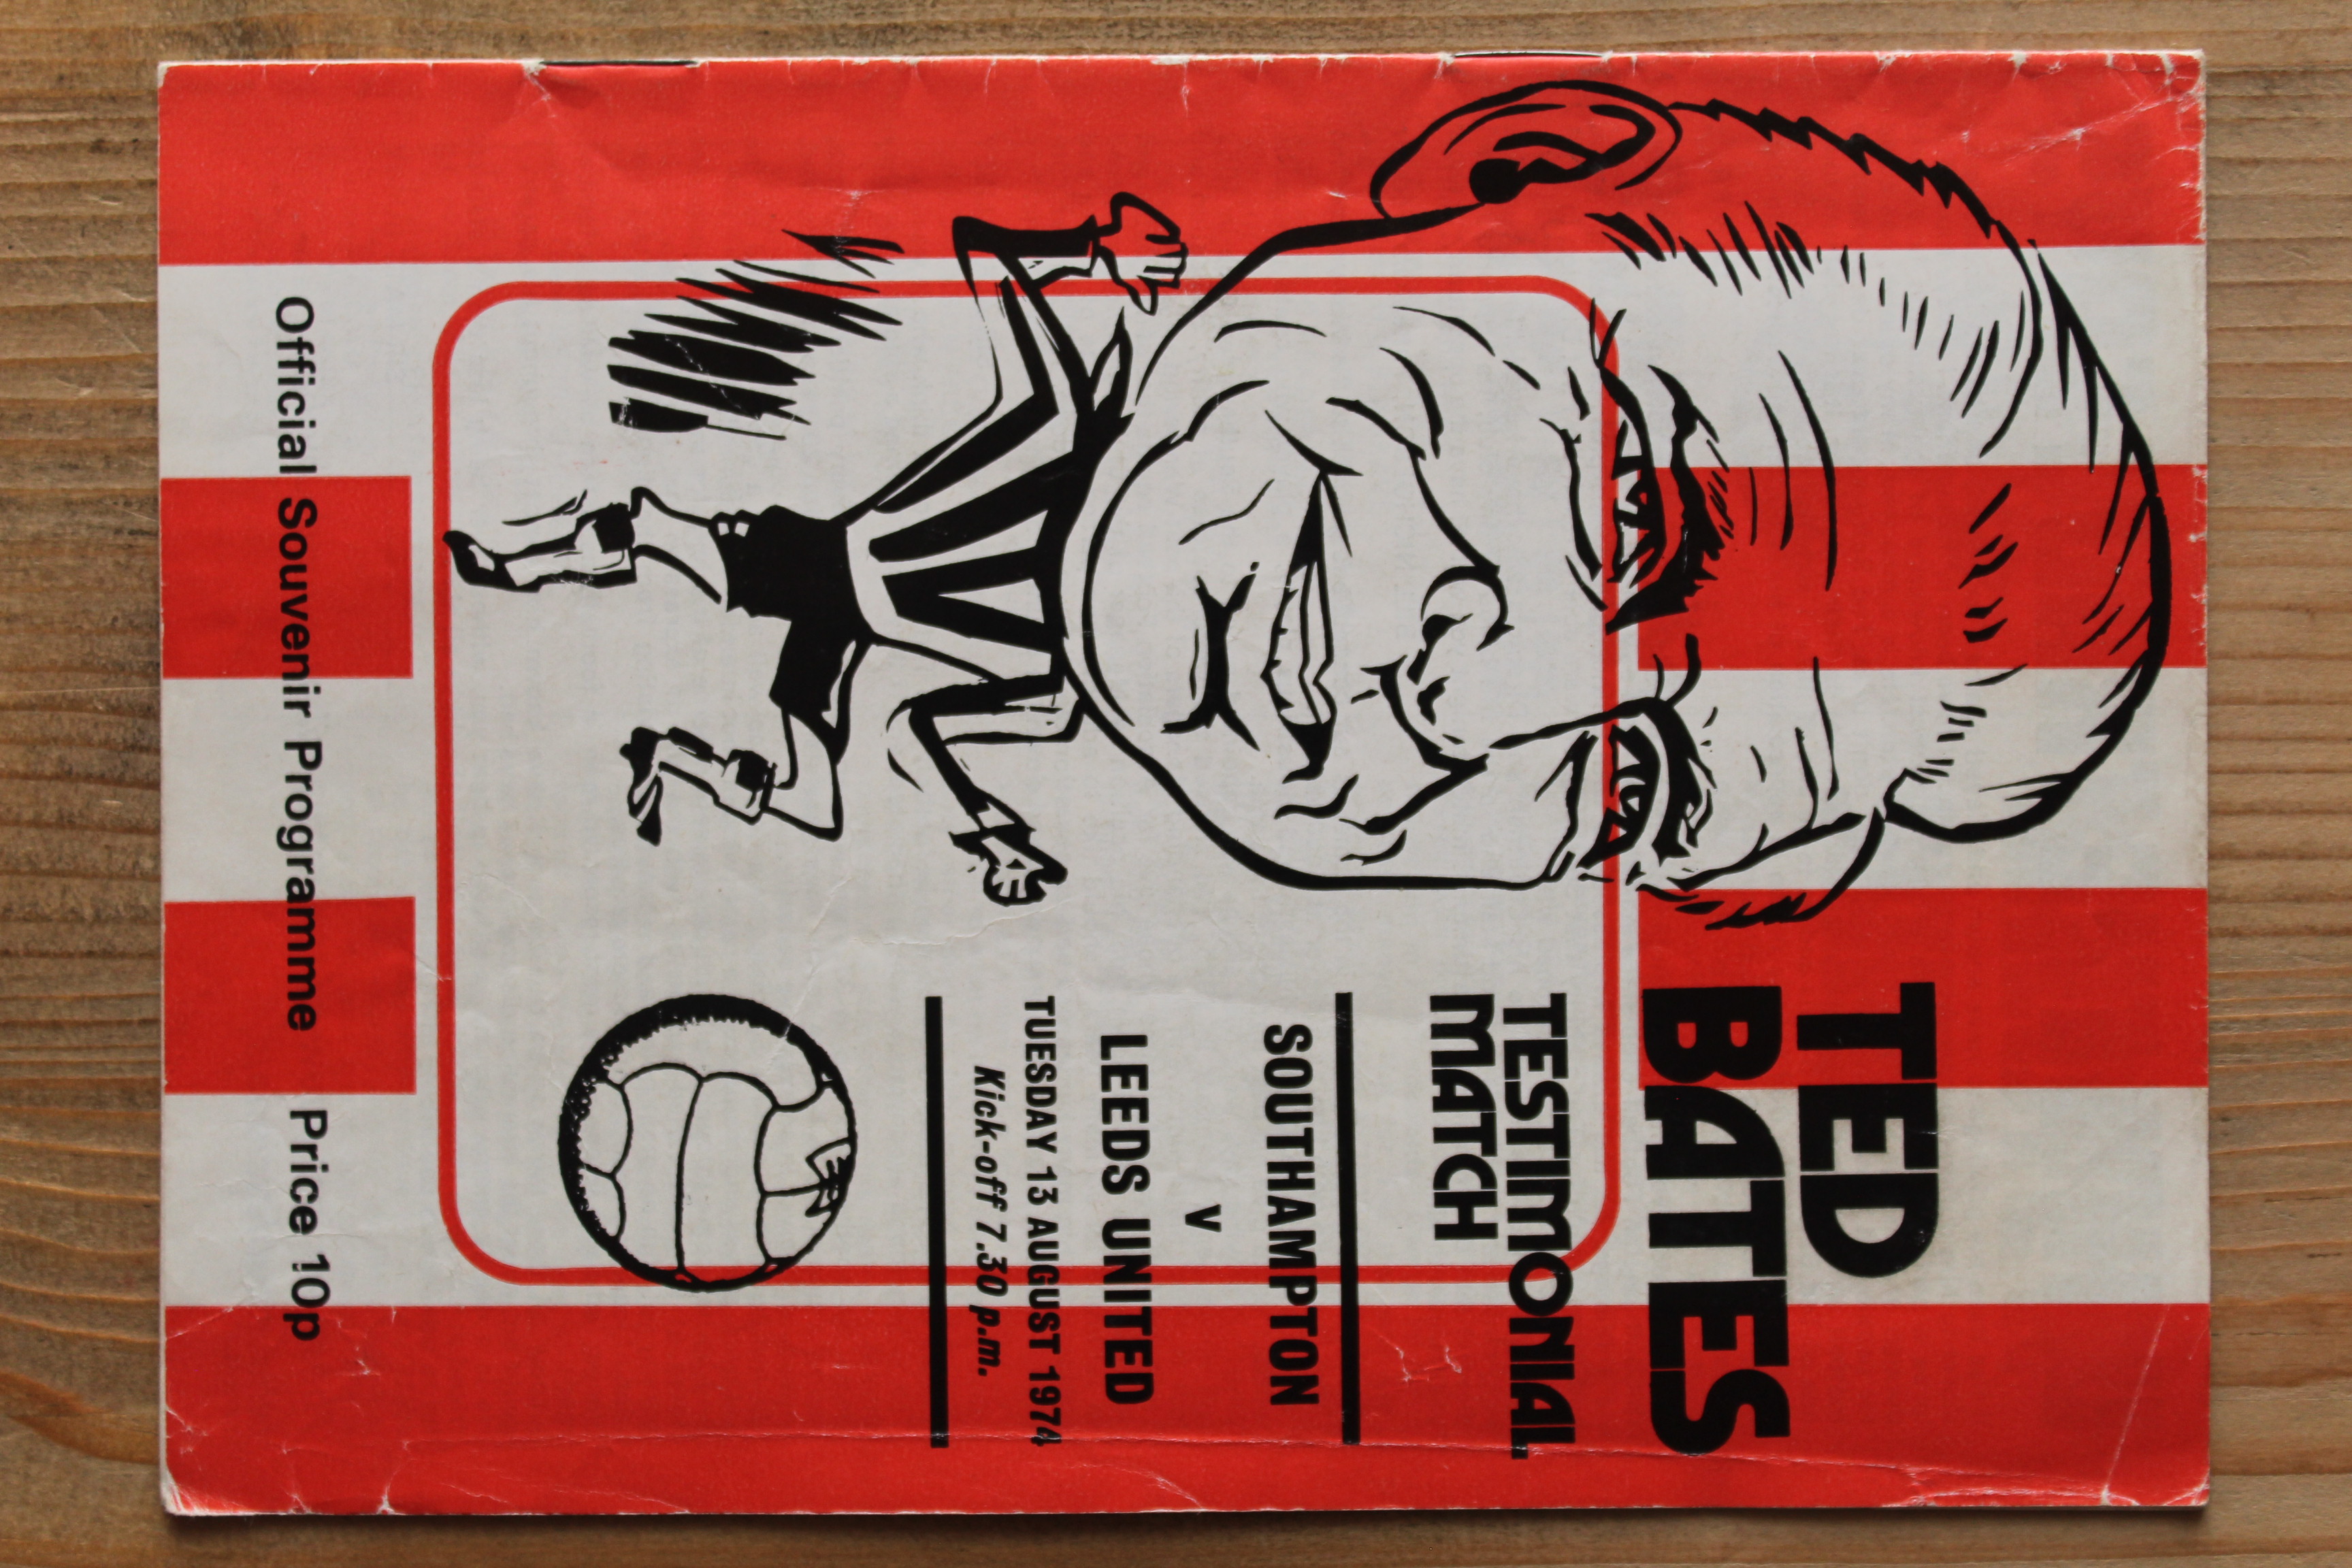 TED
BATES
TESTIMONIAL
MATCH
SOUTHAMPTON
v
LEEDS UNITED
TUESDAY 13 AUGUST 1974
Kick-off 7.30 p.m.
Official Souvenir Programme Price 10p